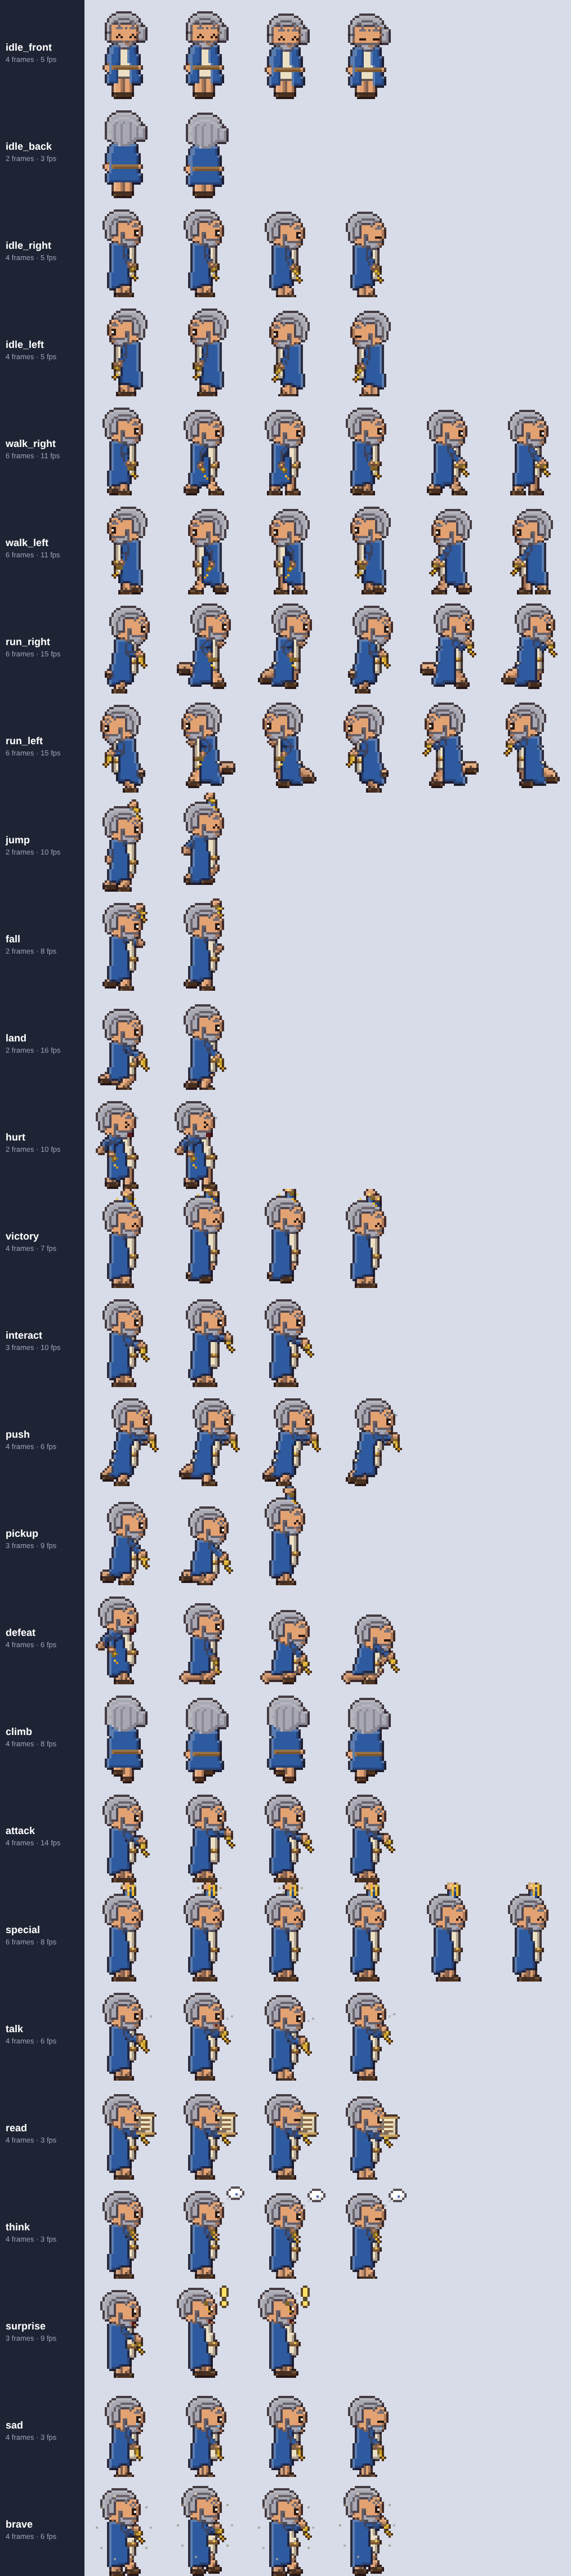 idle_front
4 frames · 5 fps
idle_back
2 frames · 3 fps
idle_right
4 frames · 5 fps
idle_left
4 frames · 5 fps
walk_right
6 frames · 11 fps
walk_left
6 frames · 11 fps
run_right
6 frames · 15 fps
run_left
6 frames · 15 fps
jump
2 frames · 10 fps
fall
2 frames · 8 fps
land
2 frames · 16 fps
hurt
2 frames · 10 fps
victory
4 frames · 7 fps
interact
3 frames · 10 fps
push
4 frames · 6 fps
pickup
3 frames · 9 fps
defeat
4 frames · 6 fps
climb
4 frames · 8 fps
attack
4 frames · 14 fps
special
6 frames · 8 fps
talk
4 frames · 6 fps
read
4 frames · 3 fps
think
4 frames · 3 fps
surprise
3 frames · 9 fps
sad
4 frames · 3 fps
brave
4 frames · 6 fps